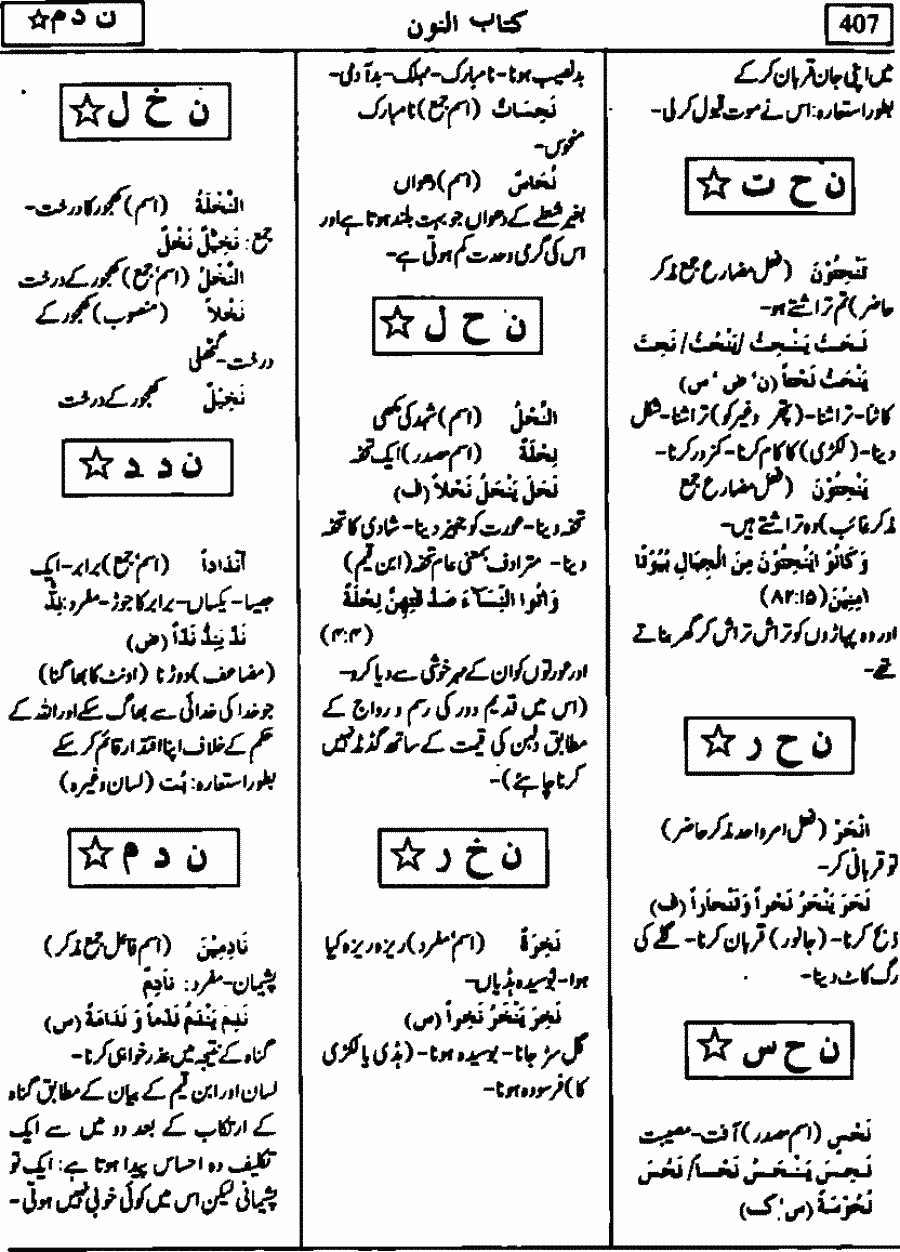 407
کتاب النون
ن د م ☆
میں اپنی جان قربان کر کے
بطور استعارہ: اس نے موت قبول کر لی۔
ن ح ت ☆
تَنْحِتُوْنَ (فعل مضارع جمع مذکر
حاضر) تم تراشتے ہو۔
نَحَتَ يَنْحِتُ /يَنْحُتُ/ نَحِتَ
يَنْحَتُ نَحْتاً (ن‘ ض‘ س)
کاٹنا۔ تراشنا۔ (پتھر وغیرہ کو) تراشنا۔ شکل
دینا۔ (لکڑی) کا کام کرنا۔ کمزور کرنا۔
يَنْحِتُوْنَ (فعل مضارع جمع
مذکر غائب) وہ تراشتے ہیں۔
وَكَانُوْا يَنْحِتُوْنَ مِنَ الْجِبَالِ بُيُوْتًا
اٰمِنِيْنَ (۸۲:۱۵)
اور وہ پہاڑوں کو تراش تراش کر گھر بناتے
تھے۔
ن ح ر ☆
انْحَرْ (فعل امر واحد مذکر حاضر)
تو قربانی کر۔
نَحَرَ يَنْحَرُ نَحْراً وَتَنْحَاراً (ف)
ذبح کرنا۔ (جانور) قربان کرنا۔ گلے کی
رگ کاٹ دینا۔
ن ح س ☆
نَحْسٍ (اسم مصدر) آفت۔ مصیبت
نَحِسَ يَنْحَسُ نَحْساً/ نَحُسَ
نُحُوْسَةً (س‘ ک)
بدنصیب ہونا۔ نامبارک۔ مہلک۔ بد آدمی۔
نَحِسَاتٌ (اسم جمع) نامبارک
منحوس۔
نُحَاسٌ (اسم) دھواں
بغیر شعلے کے دھواں جو بہت بلند ہوتا ہے اور
اس کی گرمی و حدت کم ہوتی ہے۔
ن ح ل ☆
النَّحْلُ (اسم) شہد کی مکھی
نِحْلَةً (اسم مصدر) ایک تحفہ
نَحَلَ يَنْحَلُ نَحْلاً (ف)
تحفہ دینا۔ عورت کو جہیز دینا۔ شادی کا تحفہ
دینا۔ مترادف بمعنی عام تحفہ (ابن قیم)
وَاٰتُوا النِّسَآءَ صَدُقٰتِهِنَّ نِحْلَةً
(۴:۴)
اور عورتوں کو ان کے مہر خوشی سے دیا کرو۔
(اس میں قدیم دور کی رسم و رواج کے
مطابق دلہن کی قیمت کے ساتھ گڈمڈ نہیں
کرنا چاہئے)۔
ن خ ر ☆
نَخِرَةً (اسم‘ مفرد) ریزہ ریزہ کیا
ہوا۔ بوسیدہ ہڈیاں۔
نَخِرَ يَنْخَرُ نَخَراً (س)
گل سڑ جانا۔ بوسیدہ ہونا۔ (ہڈی یا لکڑی
کا) فرسودہ ہونا۔
ن خ ل ☆
النَّخْلَةُ (اسم) کھجور کا درخت۔
جمع: نَخِيْلٌ نَخْلٌ
النَّخْلُ (اسم‘ جمع) کھجور کے درخت
نَخْلاً (منصوب) کھجور کے
درخت۔ گٹھلی
نَخِيْلٌ کھجور کے درخت
ن د د ☆
اَنْدَاداً (اسم‘ جمع) برابر۔ ایک
جیسا۔ یکساں۔ برابر کا جوڑ۔ مفرد: نِدٌّ
نَدَّ يَنِدُّ نَدّاً (ض)
(مضاعف) دوڑنا (اونٹ کا بھاگنا)
جو خدا کی خدائی سے بھاگ سکے اور اللہ کے
حکم کے خلاف اپنا اقتدار قائم کر سکے
بطور استعارہ: بُت (لسان وغیرہ)
ن د م ☆
نَادِمِيْنَ (اسم فاعل جمع مذکر)
پشیمان۔ مفرد: نَادِمٌ
نَدِمَ يَنْدَمُ نَدَماً وَ نَدَامَةً (س)
گناہ کے نتیجہ میں عذر خواہی کرنا۔
لسان اور ابن قیم کے بیان کے مطابق گناہ
کے ارتکاب کے بعد دو میں سے ایک
تکلیف دہ احساس پیدا ہوتا ہے: ایک تو
پشیمانی لیکن اس میں کوئی خوبی نہیں ہوتی۔